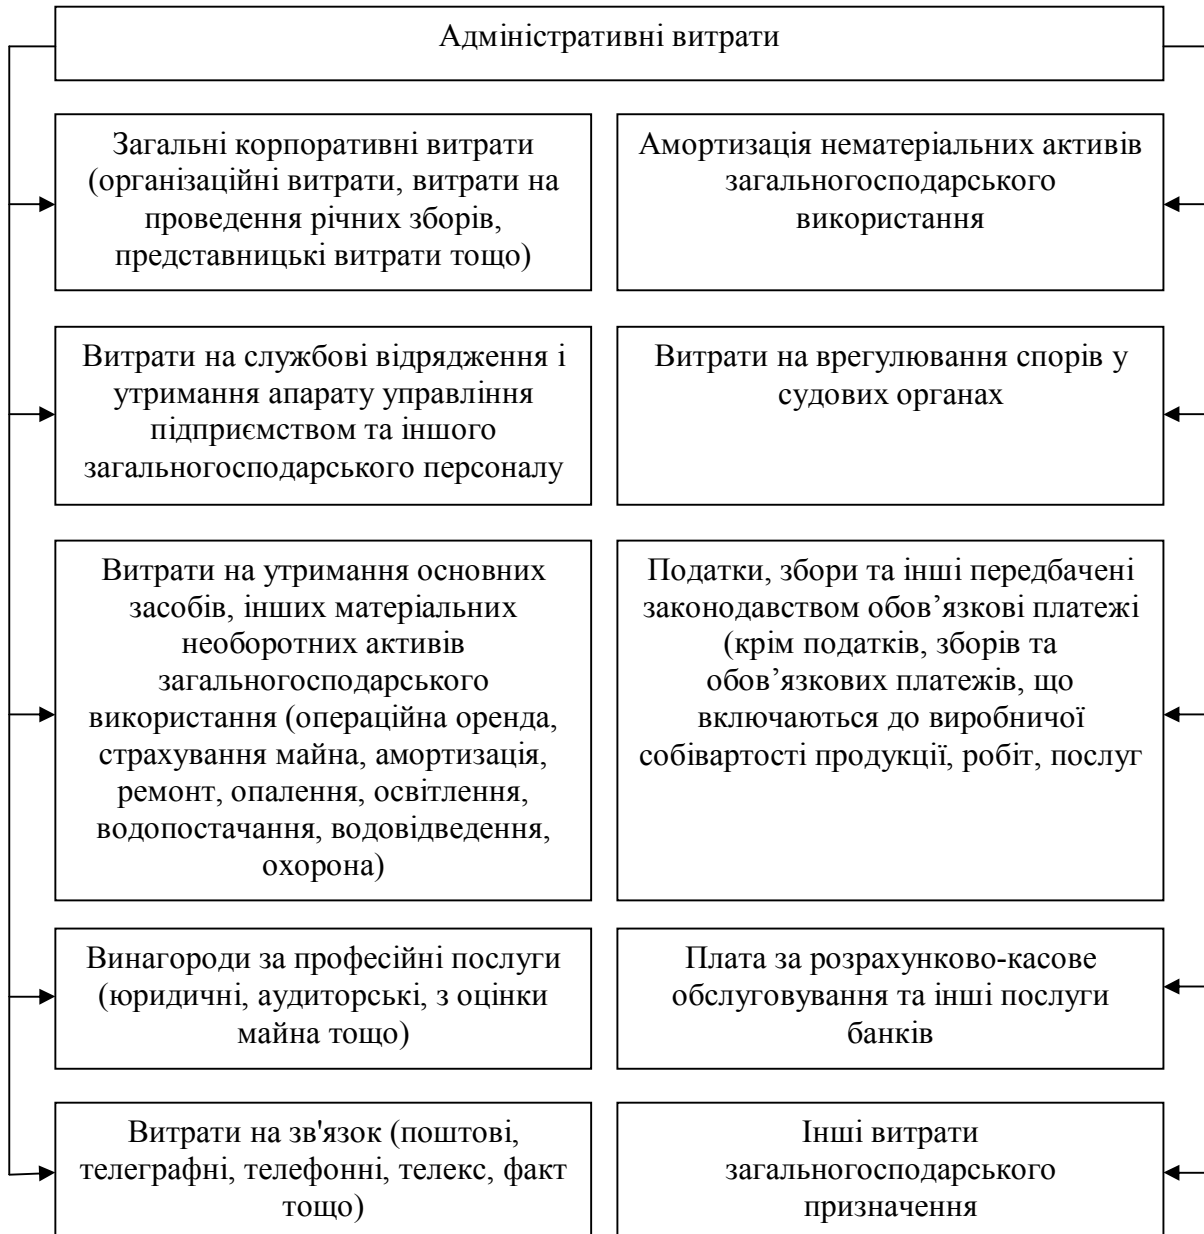 Адміністративні витрати
Загальні корпоративні витрати
(організаційні витрати, витрати на
проведення річних зборів,
представницькі витрати тощо)
Амортизація нематеріальних активів
загальногосподарського
використання
Витрати на службові відрядження і
утримання апарату управління
підприємством та іншого
загальногосподарського персоналу
Витрати на врегулювання спорів у
судових органах
Витрати на утримання основних
засобів, інших матеріальних
необоротних активів
загальногосподарського
використання (операційна оренда,
страхування майна, амортизація,
ремонт, опалення, освітлення,
водопостачання, водовідведення,
охорона)
Податки, збори та інші передбачені
законодавством обов’язкові платежі
(крім податків, зборів та
обов’язкових платежів, що
включаються до виробничої
собівартості продукції, робіт, послуг
Винагороди за професійні послуги
(юридичні, аудиторські, з оцінки
майна тощо)
Плата за розрахунково-касове
обслуговування та інші послуги
банків
Витрати на зв'язок (поштові,
телеграфні, телефонні, телекс, факт
тощо)
Інші витрати
загальногосподарського
призначення